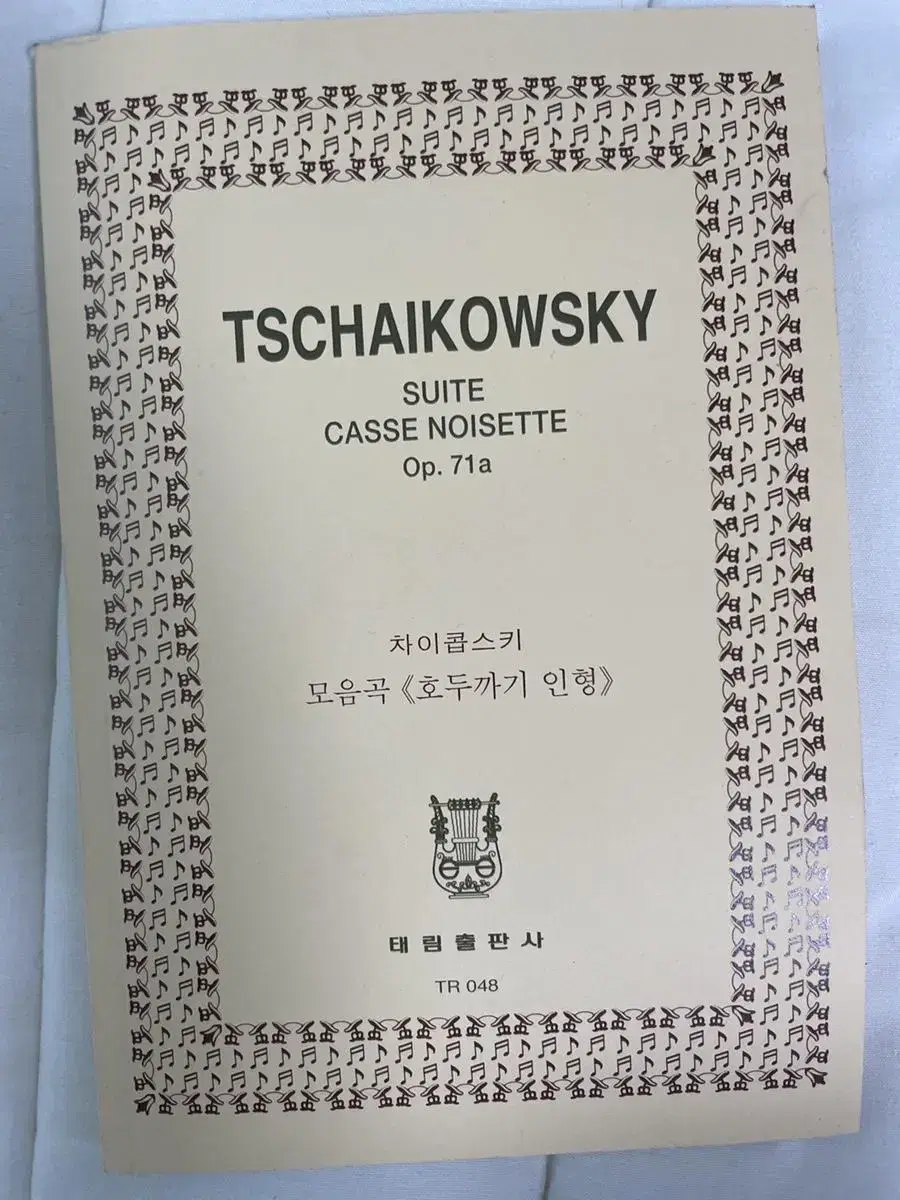 TSCHAIKOWSKY
SUITE
CASSE NOISETTE
Op. 71a
차이콥스키
모음곡 《호두까기 인형》
태림출판사
TR 048